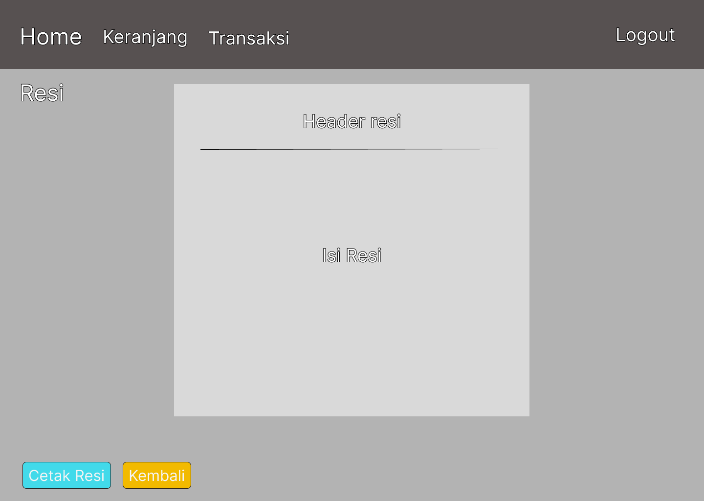 Home Keranjang Transaksi Logout
Resi
Header resi
Isi Resi
Cetak Resi Kembali